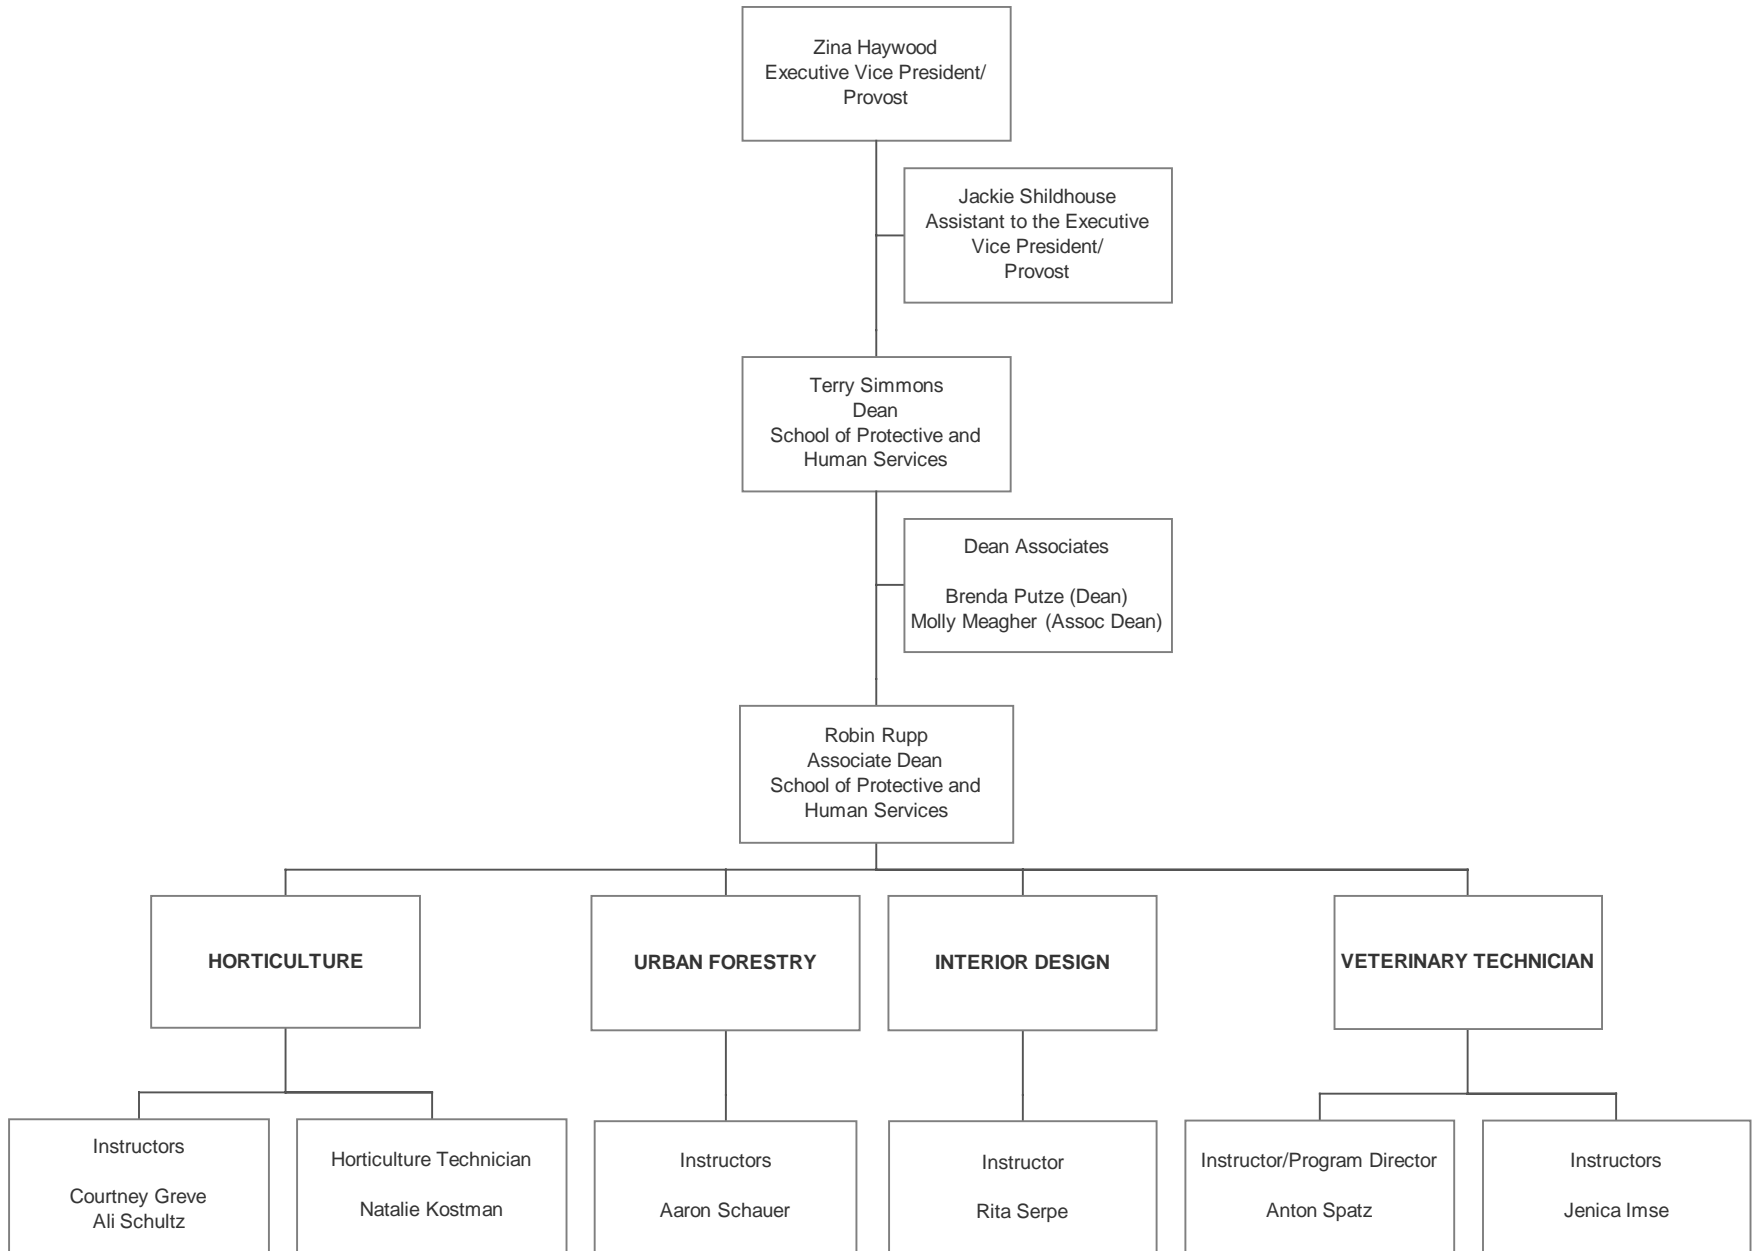 Zina Haywood
Executive Vice President/
Provost
Jackie Shildhouse
Assistant to the Executive
Vice President/
Provost
Terry Simmons
Dean
School of Protective and
Human Services
Dean Associates
Brenda Putze (Dean)
Molly Meagher (Assoc Dean)
Robin Rupp
Associate Dean
School of Protective and
Human Services
HORTICULTURE
URBAN FORESTRY
INTERIOR DESIGN
VETERINARY TECHNICIAN
Instructors
Courtney Greve
Ali Schultz
Horticulture Technician
Natalie Kostman
Instructors
Aaron Schauer
Instructor
Rita Serpe
Instructor/Program Director
Anton Spatz
Instructors
Jenica Imse